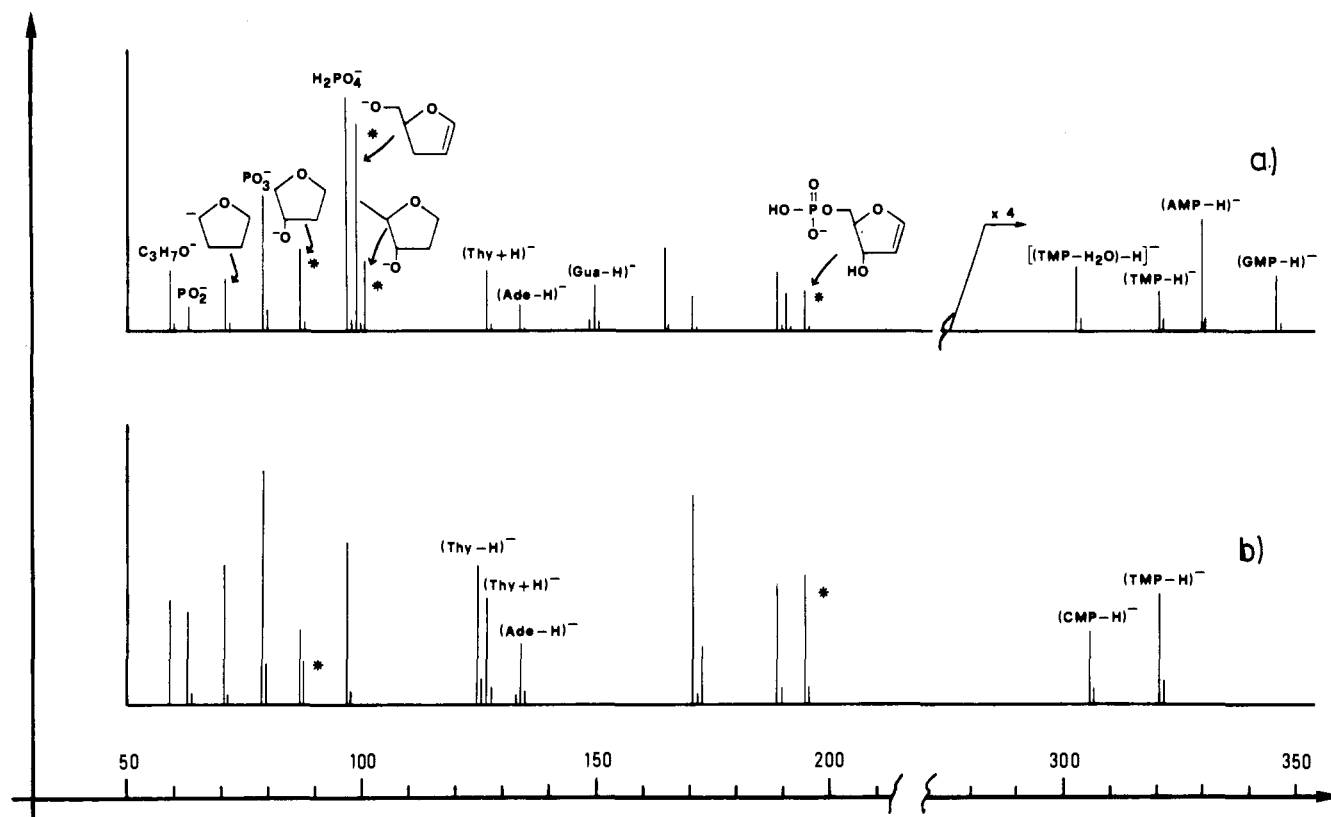 H₂PO₄⁻
⁻O O
*
a.)
PO₃⁻ O
O
HO-P-O O
O⁻
HO
*
x 4
(AMP-H)⁻
O
⁻
O
⁻O
*
C₃H₇O⁻
PO₂⁻
O
⁻O
*
(Thy+H)⁻
(Ade-H)⁻
(Gua-H)⁻
[(TMP-H₂O)-H]⁻
(TMP-H)⁻
(GMP-H)⁻
b)
(Thy-H)⁻
(Thy+H)⁻
(Ade-H)⁻
*
*
(CMP-H)⁻
(TMP-H)⁻
50 100 150 200 300 350